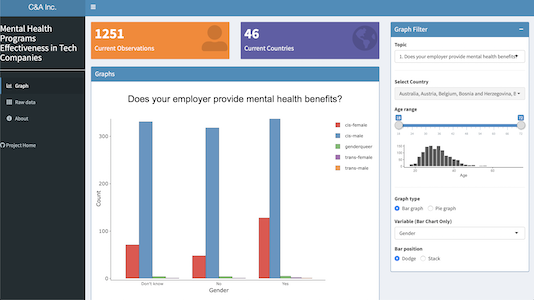 C&A Inc.
Mental Health
Programs
Effectiveness in Tech
Companies
Graph
Raw data
About
Project Home
1251
Current Observations
46
Current Countries
Graphs
Does your employer provide mental health benefits?
cis-female
cis-male
genderqueer
trans-female
trans-male
300
200
100
0
Count
Don't know
No
Yes
Gender
Graph Filter
Topic
1. Does your employer provide mental health benefits
Select Country
Australia, Austria, Belgium, Bosnia and Herzegovina, B
Age range
150
100
50
0
Age
Graph type
Bar graph
Pie graph
Variable (Bar Chart Only)
Gender
Bar position
Dodge
Stack